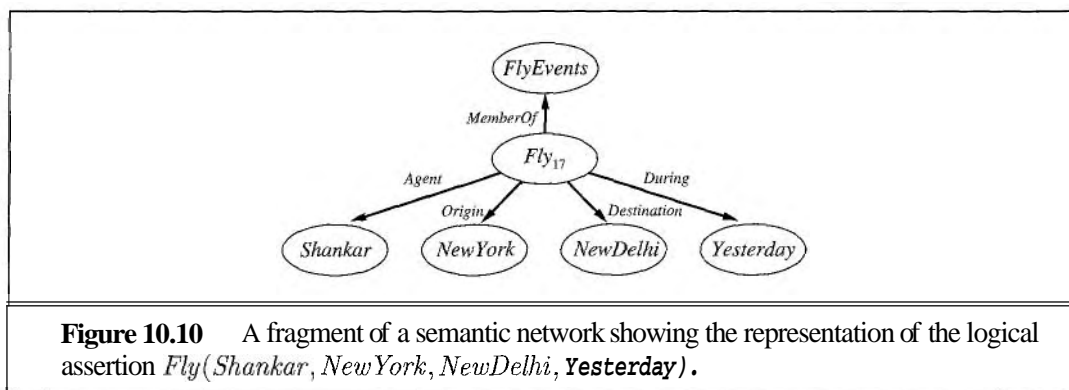 FlyEvents
MemberOf
Fly₁₇
Agent
During
Origin
Destination
Shankar
NewYork
NewDelhi
Yesterday
Figure 10.10 A fragment of a semantic network showing the representation of the logical
assertion Fly(Shankar, NewYork, NewDelhi, Yesterday).